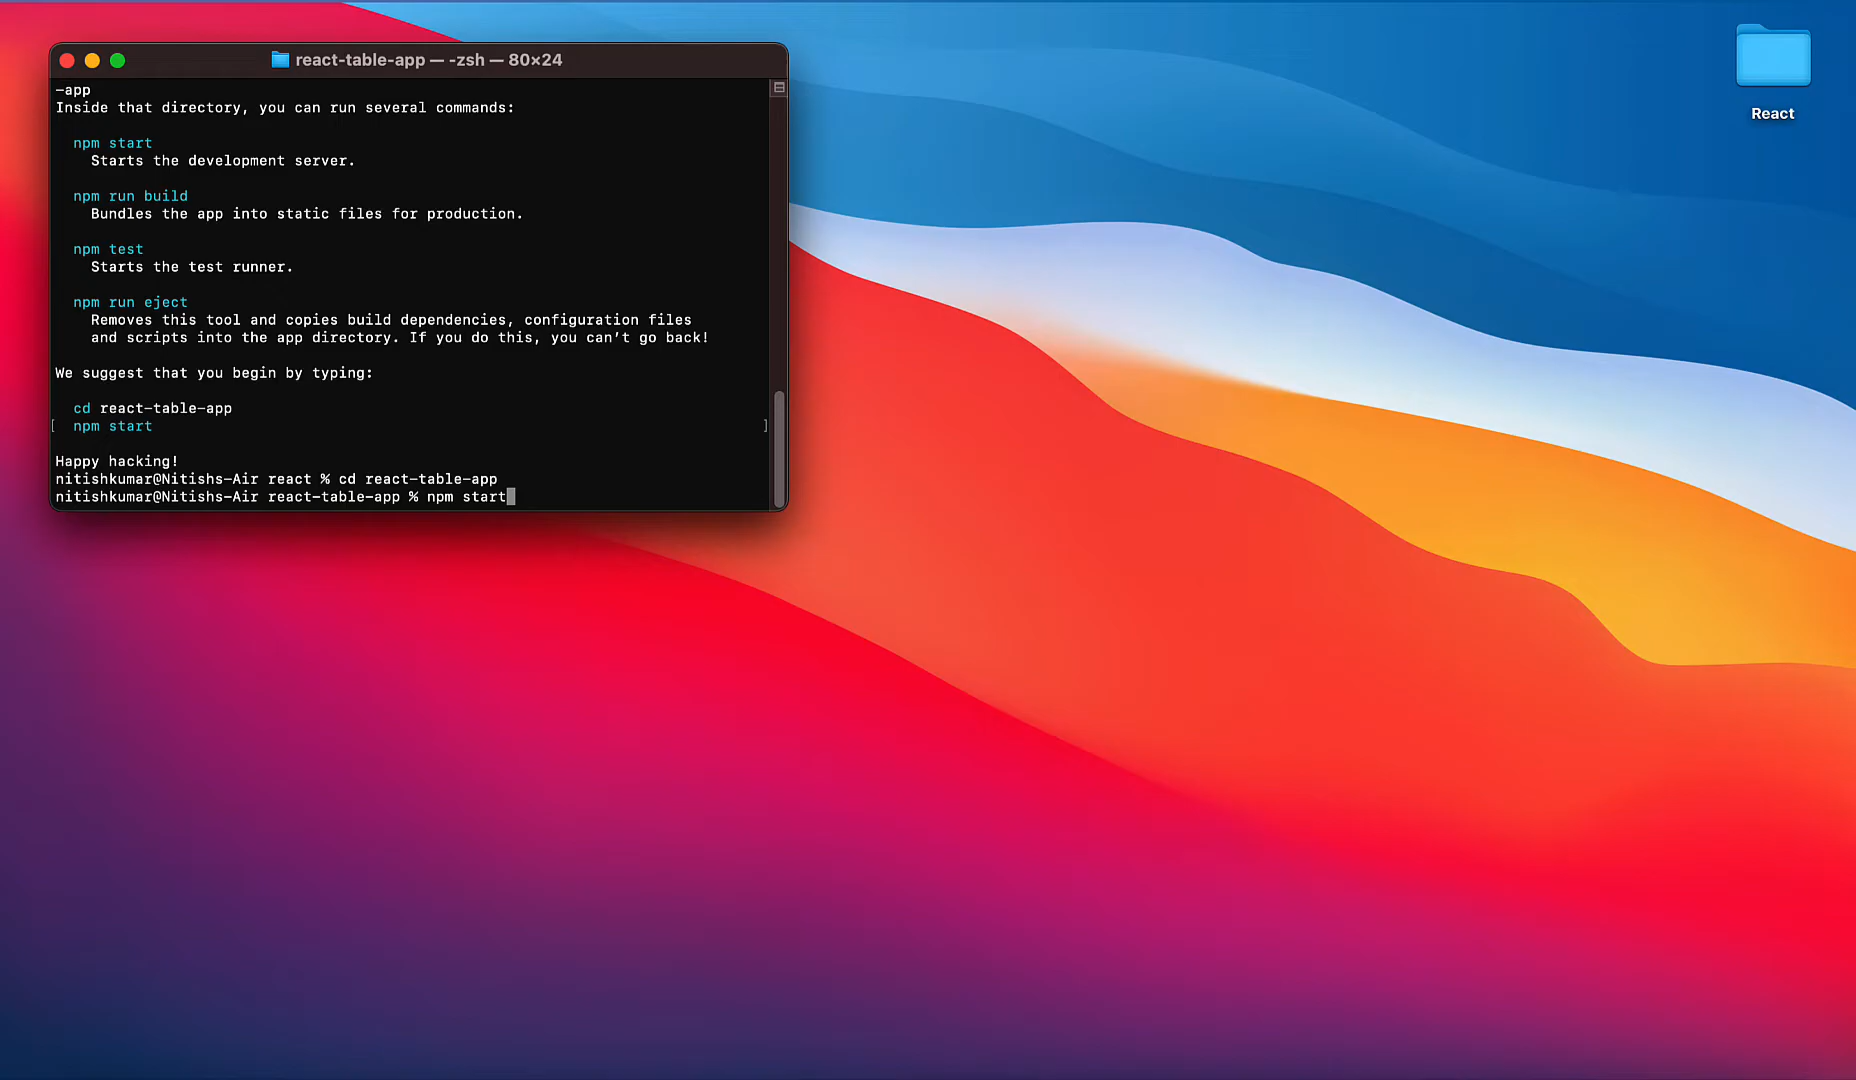 react-table-app — -zsh — 80×24
-app
Inside that directory, you can run several commands:
npm start
Starts the development server.
npm run build
Bundles the app into static files for production.
npm test
Starts the test runner.
npm run eject
Removes this tool and copies build dependencies, configuration files
and scripts into the app directory. If you do this, you can't go back!
We suggest that you begin by typing:
cd react-table-app
[ npm start ]
Happy hacking!
nitishkumar@Nitishs-Air react % cd react-table-app
nitishkumar@Nitishs-Air react-table-app % npm start
React